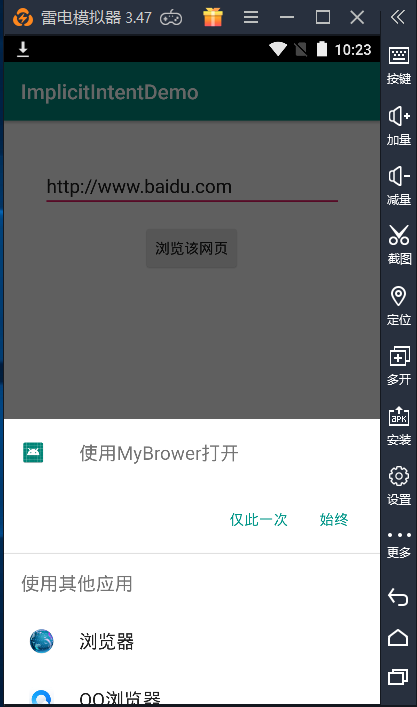 雷电模拟器 3.47
10:23
ImplicitIntentDemo
http://www.baidu.com
浏览该网页
使用MyBrower打开
仅此一次 始终
使用其他应用
浏览器
QQ浏览器
按键
加量
减量
截图
定位
多开
APK
安装
设置
更多